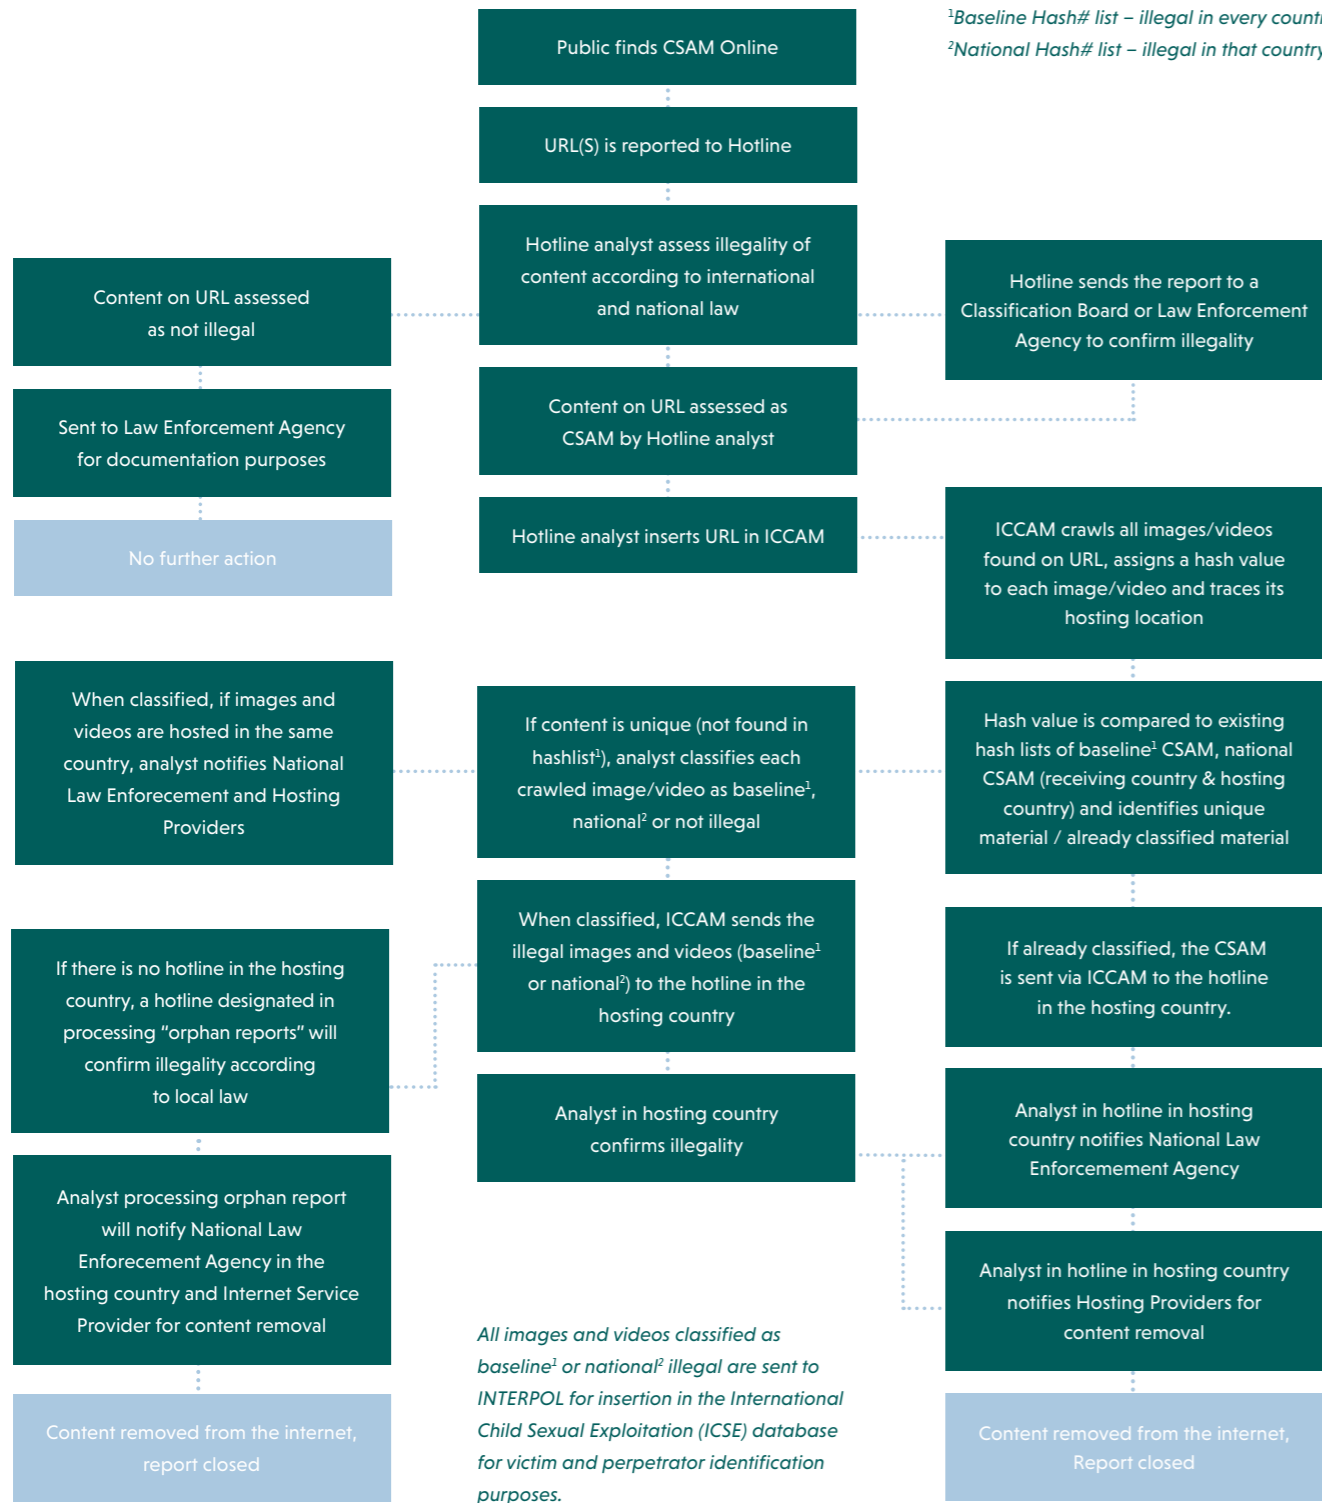 Public finds CSAM Online
¹Baseline Hash# list – illegal in every
²National Hash# list – illegal in that country
URL(S) is reported to Hotline
Hotline analyst assess illegality of
content according to international
and national law
Content on URL assessed
as not illegal
Hotline sends the report to a
Classification Board or Law Enforcement
Agency to confirm illegality
Sent to Law Enforcement Agency
for documentation purposes
Content on URL assessed as
CSAM by Hotline analyst
No further action
Hotline analyst inserts URL in ICCAM
ICCAM crawls all images/videos
found on URL, assigns a hash value
to each image/video and traces its
hosting location
When classified, if images and
videos are hosted in the same
country, analyst notifies National
Law Enforecement and Hosting
Providers
If content is unique (not found in
hashlist¹), analyst classifies each
crawled image/video as baseline¹,
national² or not illegal
Hash value is compared to existing
hash lists of baseline¹ CSAM, national
CSAM (receiving country & hosting
country) and identifies unique
material / already classified material
When classified, ICCAM sends the
illegal images and videos (baseline¹
or national²) to the hotline in the
hosting country
If already classified, the CSAM
is sent via ICCAM to the hotline
in the hosting country.
If there is no hotline in the hosting
country, a hotline designated in
processing “orphan reports” will
confirm illegality according
to local law
Analyst in hosting country
confirms illegality
Analyst in hotline in hosting
country notifies National Law
Enforcemement Agency
Analyst processing orphan report
will notify National Law
Enforecement Agency in the
hosting country and Internet Service
Provider for content removal
Analyst in hotline in hosting country
notifies Hosting Providers for
content removal
Content removed from the internet,
report closed
All images and videos classified as
baseline¹ or national² illegal are sent to
INTERPOL for insertion in the International
Child Sexual Exploitation (ICSE) database
for victim and perpetrator identification
purposes.
Content removed from the internet,
Report closed